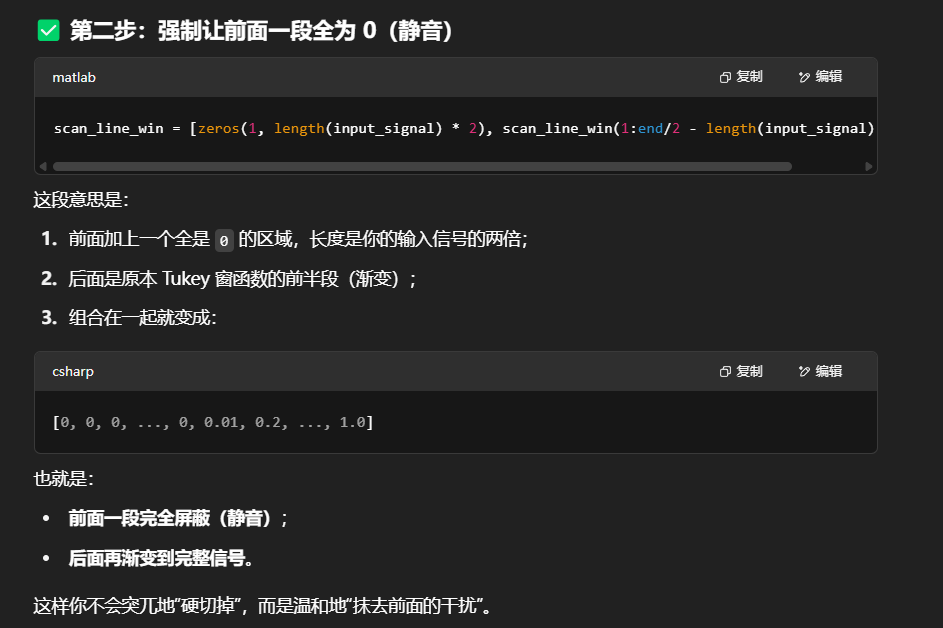 ✅ 第二步：强制让前面一段全为 0（静音）
matlab 复制 编辑
scan_line_win = [zeros(1, length(input_signal) * 2), scan_line_win(1:end/2 - length(input_signal)
这段意思是：
1. 前面加上一个全是 0 的区域，长度是你的输入信号的两倍；
2. 后面是原本 Tukey 窗函数的前半段（渐变）；
3. 组合在一起就变成：
csharp 复制 编辑
[0, 0, 0, ..., 0, 0.01, 0.2, ..., 1.0]
也就是：
• 前面一段完全屏蔽（静音）；
• 后面再渐变到完整信号。
这样你不会突兀地“硬切掉”，而是温和地“抹去前面的干扰”。